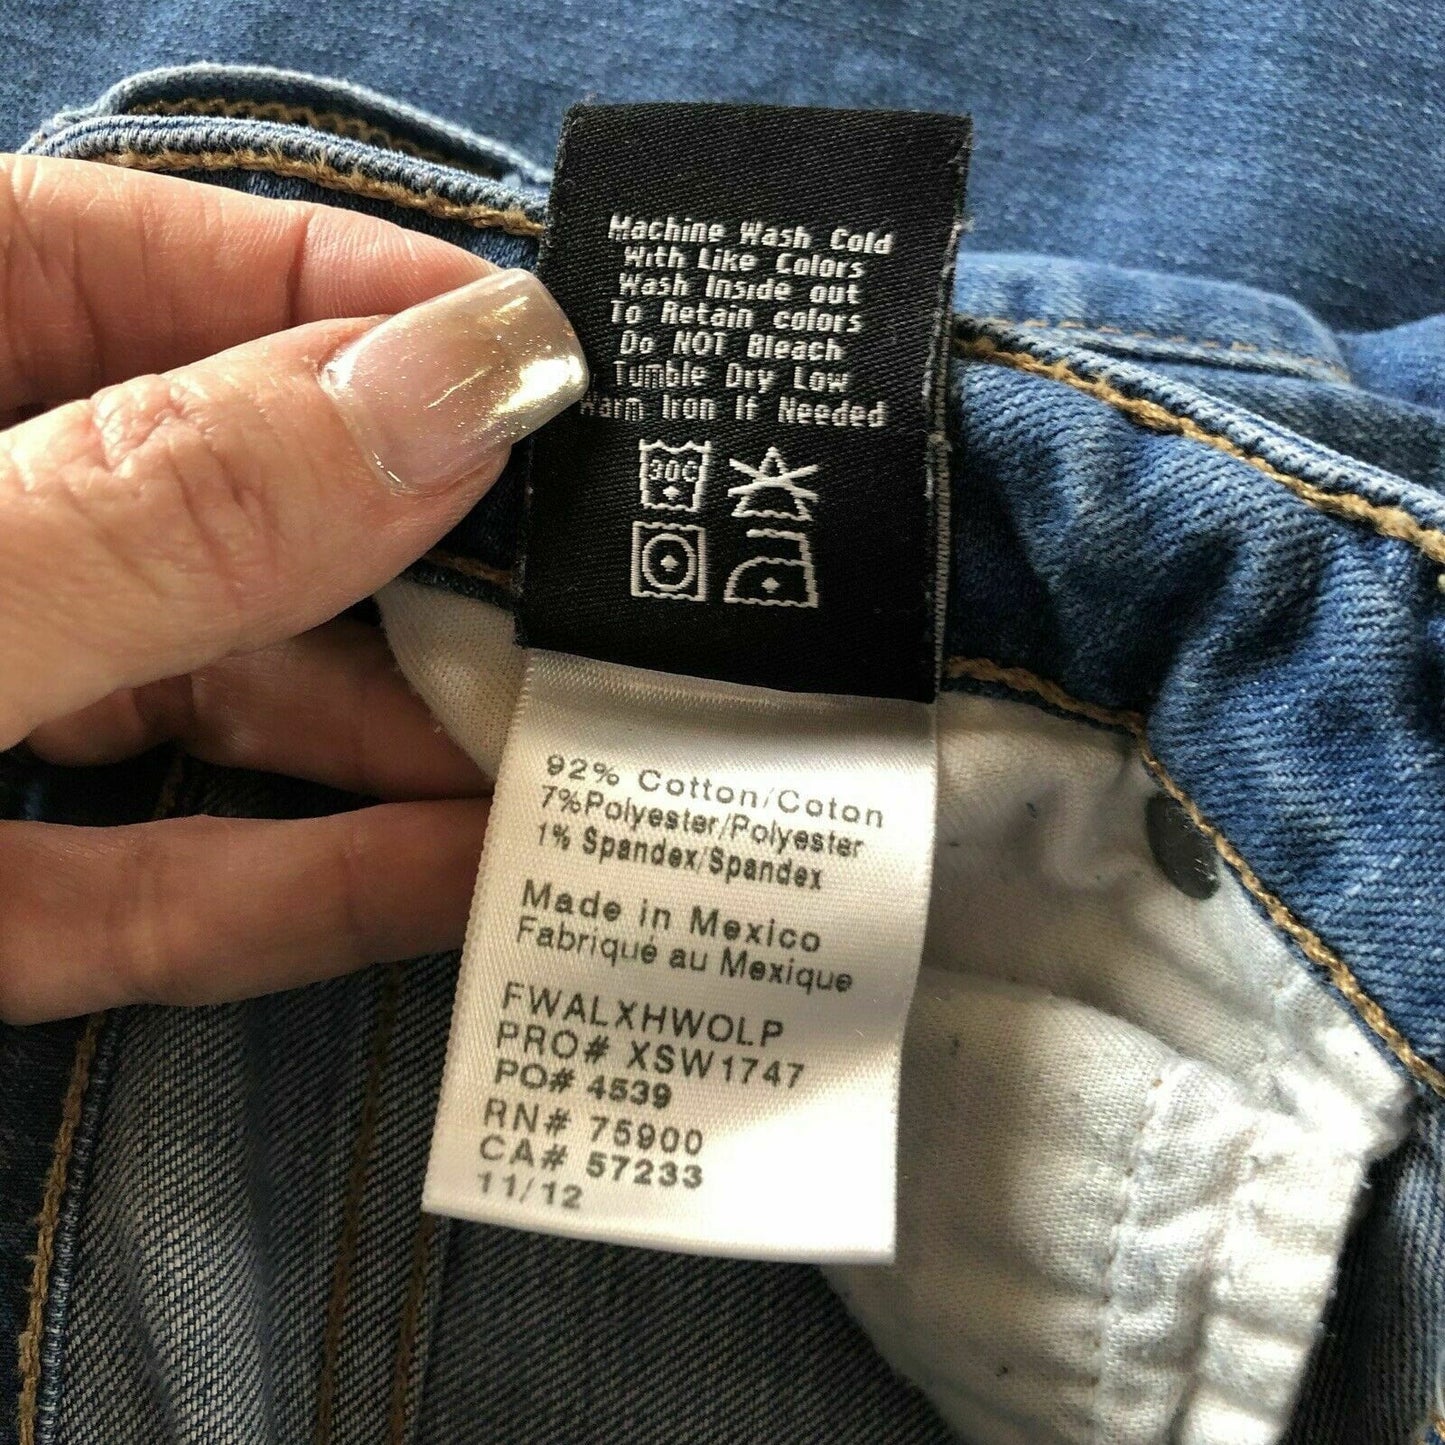 Machine Wash Cold
With Like Colors
Wash Inside out
To Retain colors
Do NOT Bleach
Tumble Dry Low
Warm Iron If Needed
30C
92% Cotton/Coton
7%Polyester/Polyester
1% Spandex/Spandex
Made in Mexico
Fabriqué au Mexique
FWALXHWOLP
PRO# XSW1747
PO# 4539
RN# 75900
CA# 57233
11/12